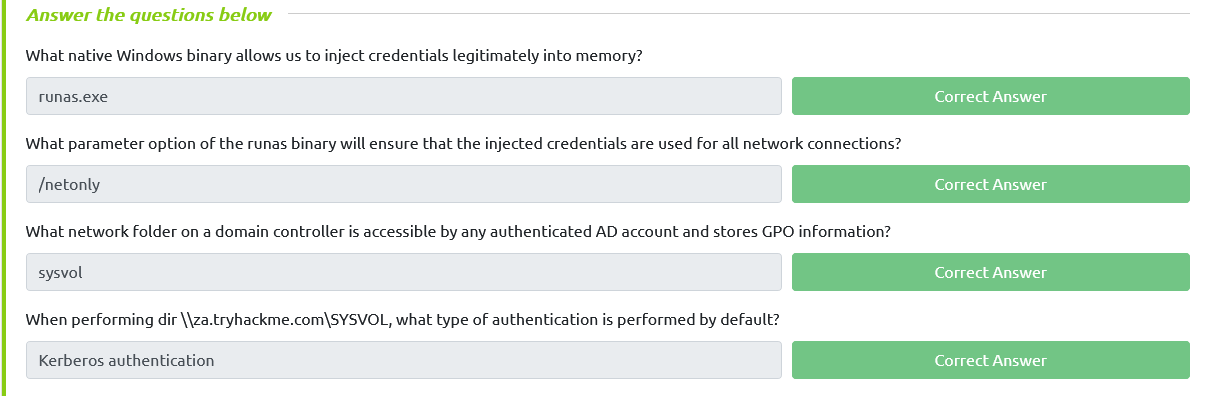 Answer the questions below
What native Windows binary allows us to inject credentials legitimately into memory?
runas.exe
Correct Answer
What parameter option of the runas binary will ensure that the injected credentials are used for all network connections?
/netonly
Correct Answer
What network folder on a domain controller is accessible by any authenticated AD account and stores GPO information?
sysvol
Correct Answer
When performing dir \\za.tryhackme.com\SYSVOL, what type of authentication is performed by default?
Kerberos authentication
Correct Answer